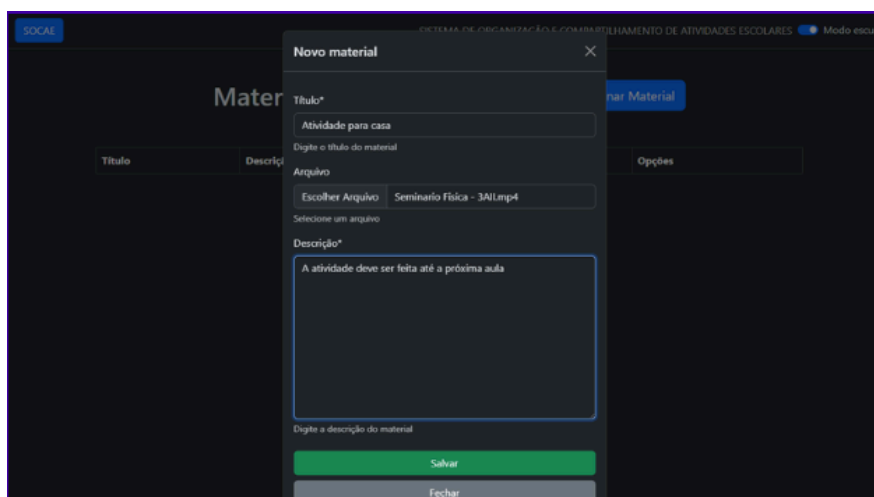 SOCAE
SISTEMA DE ORGANIZAÇÃO E COMPARTILHAMENTO DE ATIVIDADES ESCOLARES Modo escu
Novo material
Mater
nar Material
Título*
Atividade para casa
Digite o título do material
Título Descriçã Opções
Arquivo
Escolher Arquivo Seminario Fisica - 3AII.mp4
Selecione um arquivo
Descrição*
A atividade deve ser feita até a próxima aula
Digite a descrição do material
Salvar
Fechar